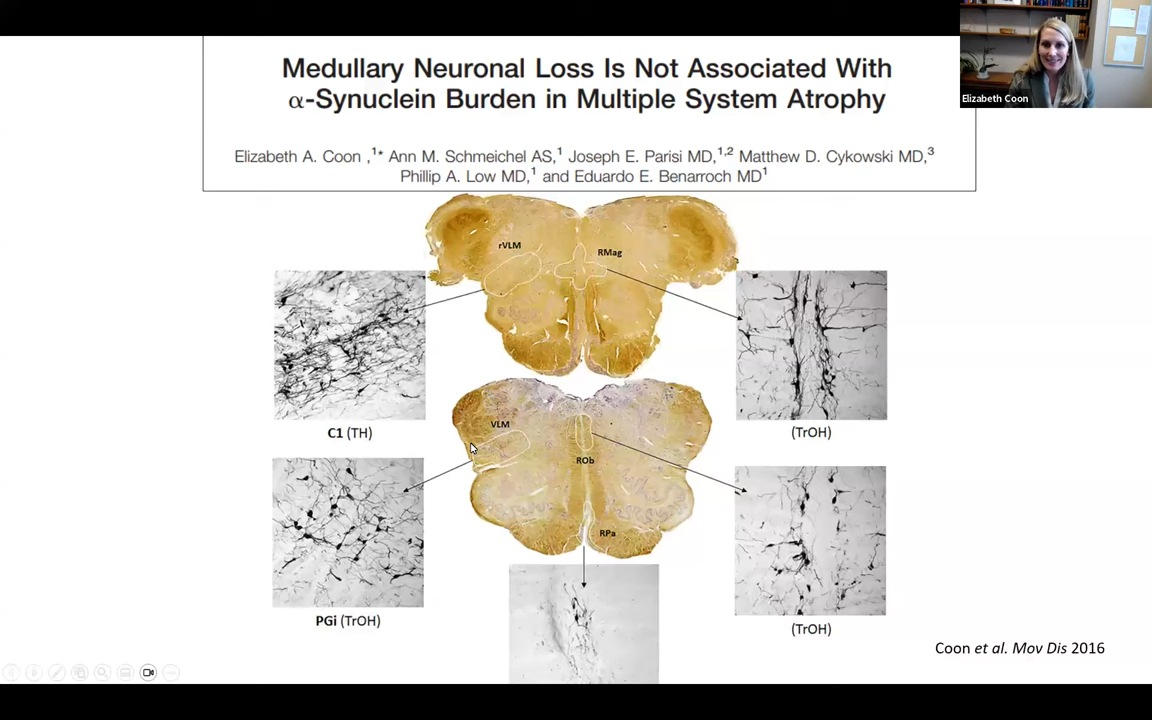 Elizabeth Coon
Medullary Neuronal Loss Is Not Associated With
α-Synuclein Burden in Multiple System Atrophy
Elizabeth A. Coon ,1* Ann M. Schmeichel AS,1 Joseph E. Parisi MD,1,2 Matthew D. Cykowski MD,3
Phillip A. Low MD,1 and Eduardo E. Benarroch MD1
rVLM
RMag
C1 (TH)
(TrOH)
VLM
ROb
RPa
PGi (TrOH)
(TrOH)
Coon et al. Mov Dis 2016